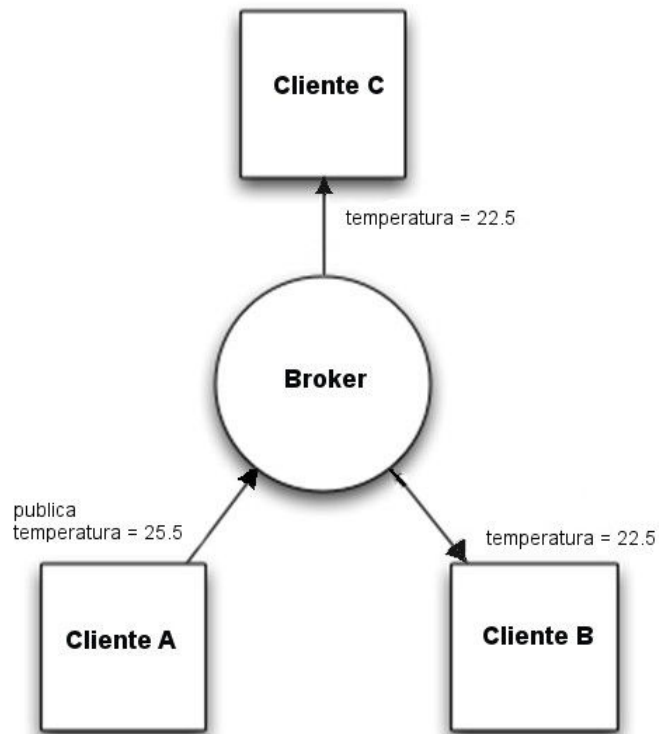 Cliente C
temperatura = 22.5
Broker
publica
temperatura = 25.5
temperatura = 22.5
Cliente A
Cliente B